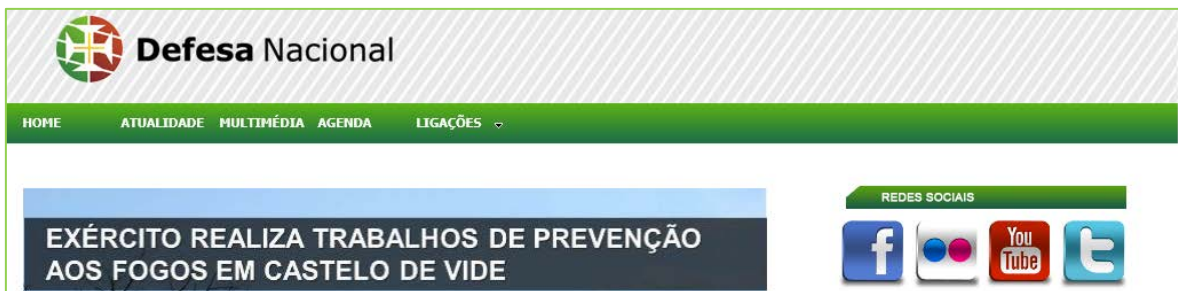 Defesa Nacional
HOME ATUALIDADE MULTIMÉDIA AGENDA LIGAÇÕES
REDES SOCIAIS
EXÉRCITO REALIZA TRABALHOS DE PREVENÇÃO
AOS FOGOS EM CASTELO DE VIDE
f
You
Tube
t